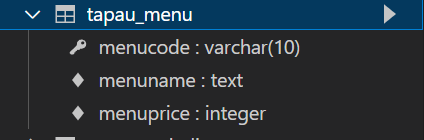 tapau_menu
menucode : varchar(10)
menuname : text
menuprice : integer